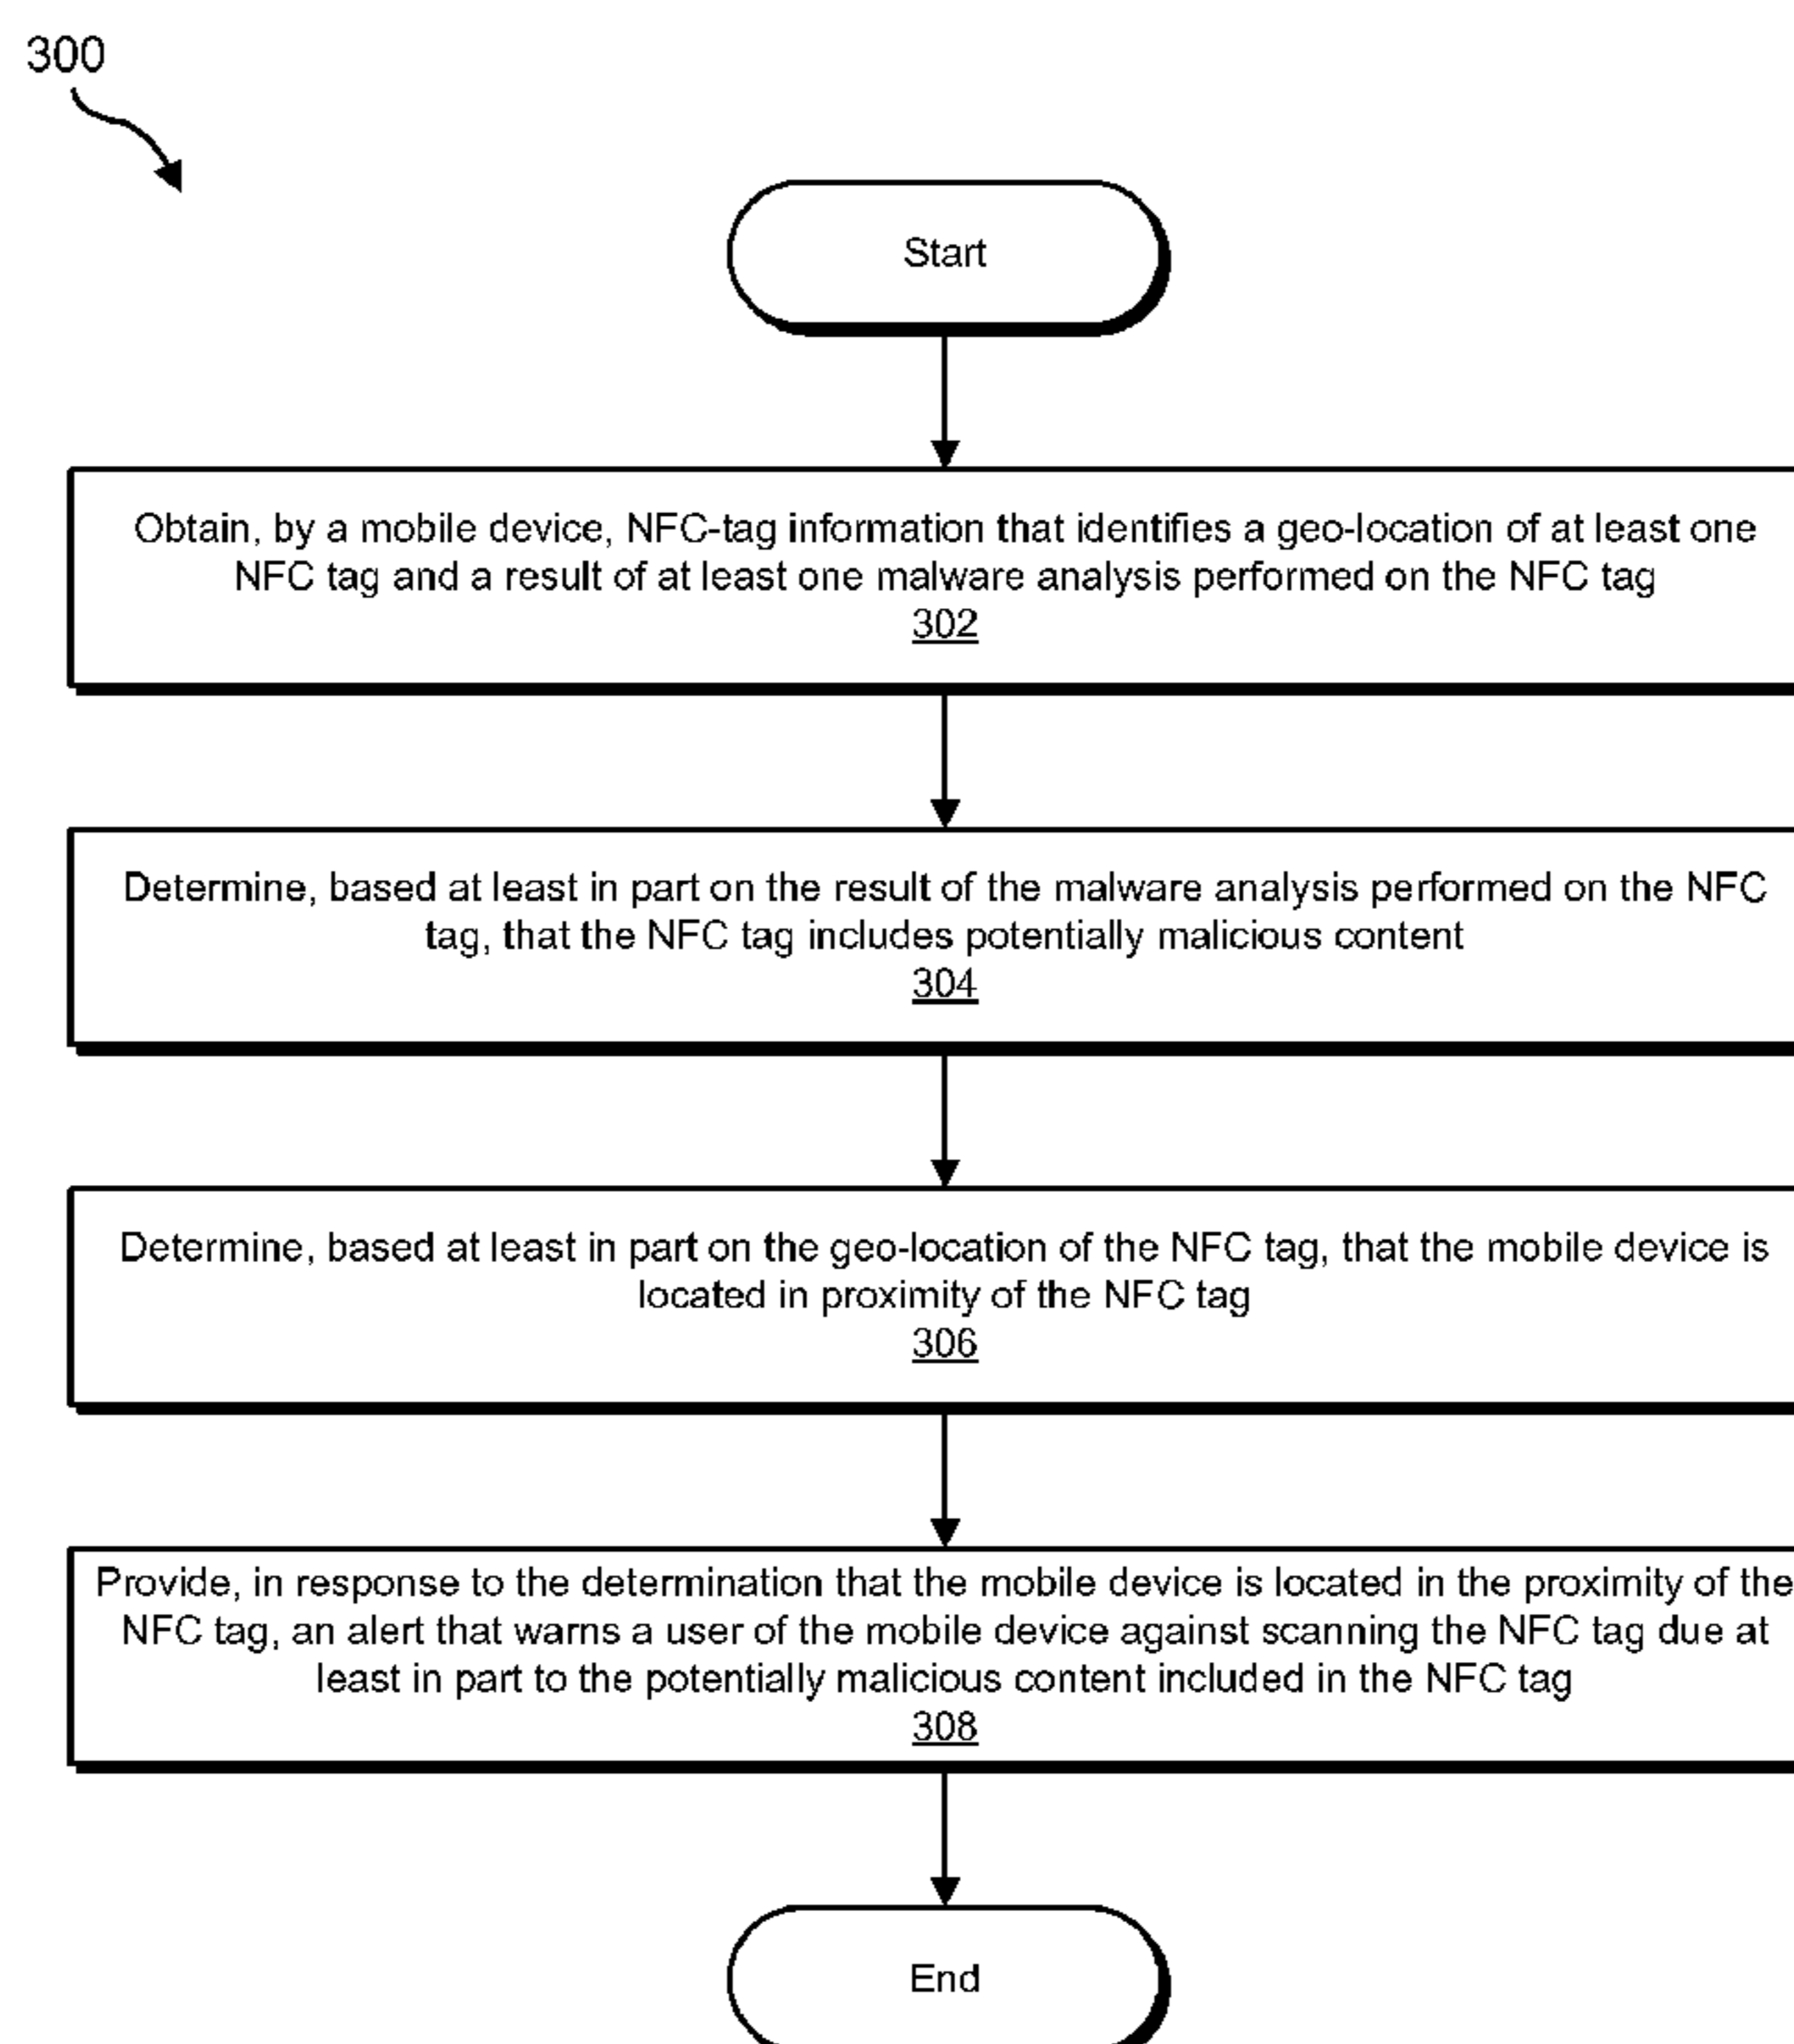 300
Start
Obtain, by a mobile device, NFC-tag information that identifies a geo-location of at least one
NFC tag and a result of at least one malware analysis performed on the NFC tag
302
Determine, based at least in part on the result of the malware analysis performed on the NFC
tag, that the NFC tag includes potentially malicious content
304
Determine, based at least in part on the geo-location of the NFC tag, that the mobile device is
located in proximity of the NFC tag
306
Provide, in response to the determination that the mobile device is located in the proximity of the
NFC tag, an alert that warns a user of the mobile device against scanning the NFC tag due at
least in part to the potentially malicious content included in the NFC tag
308
End